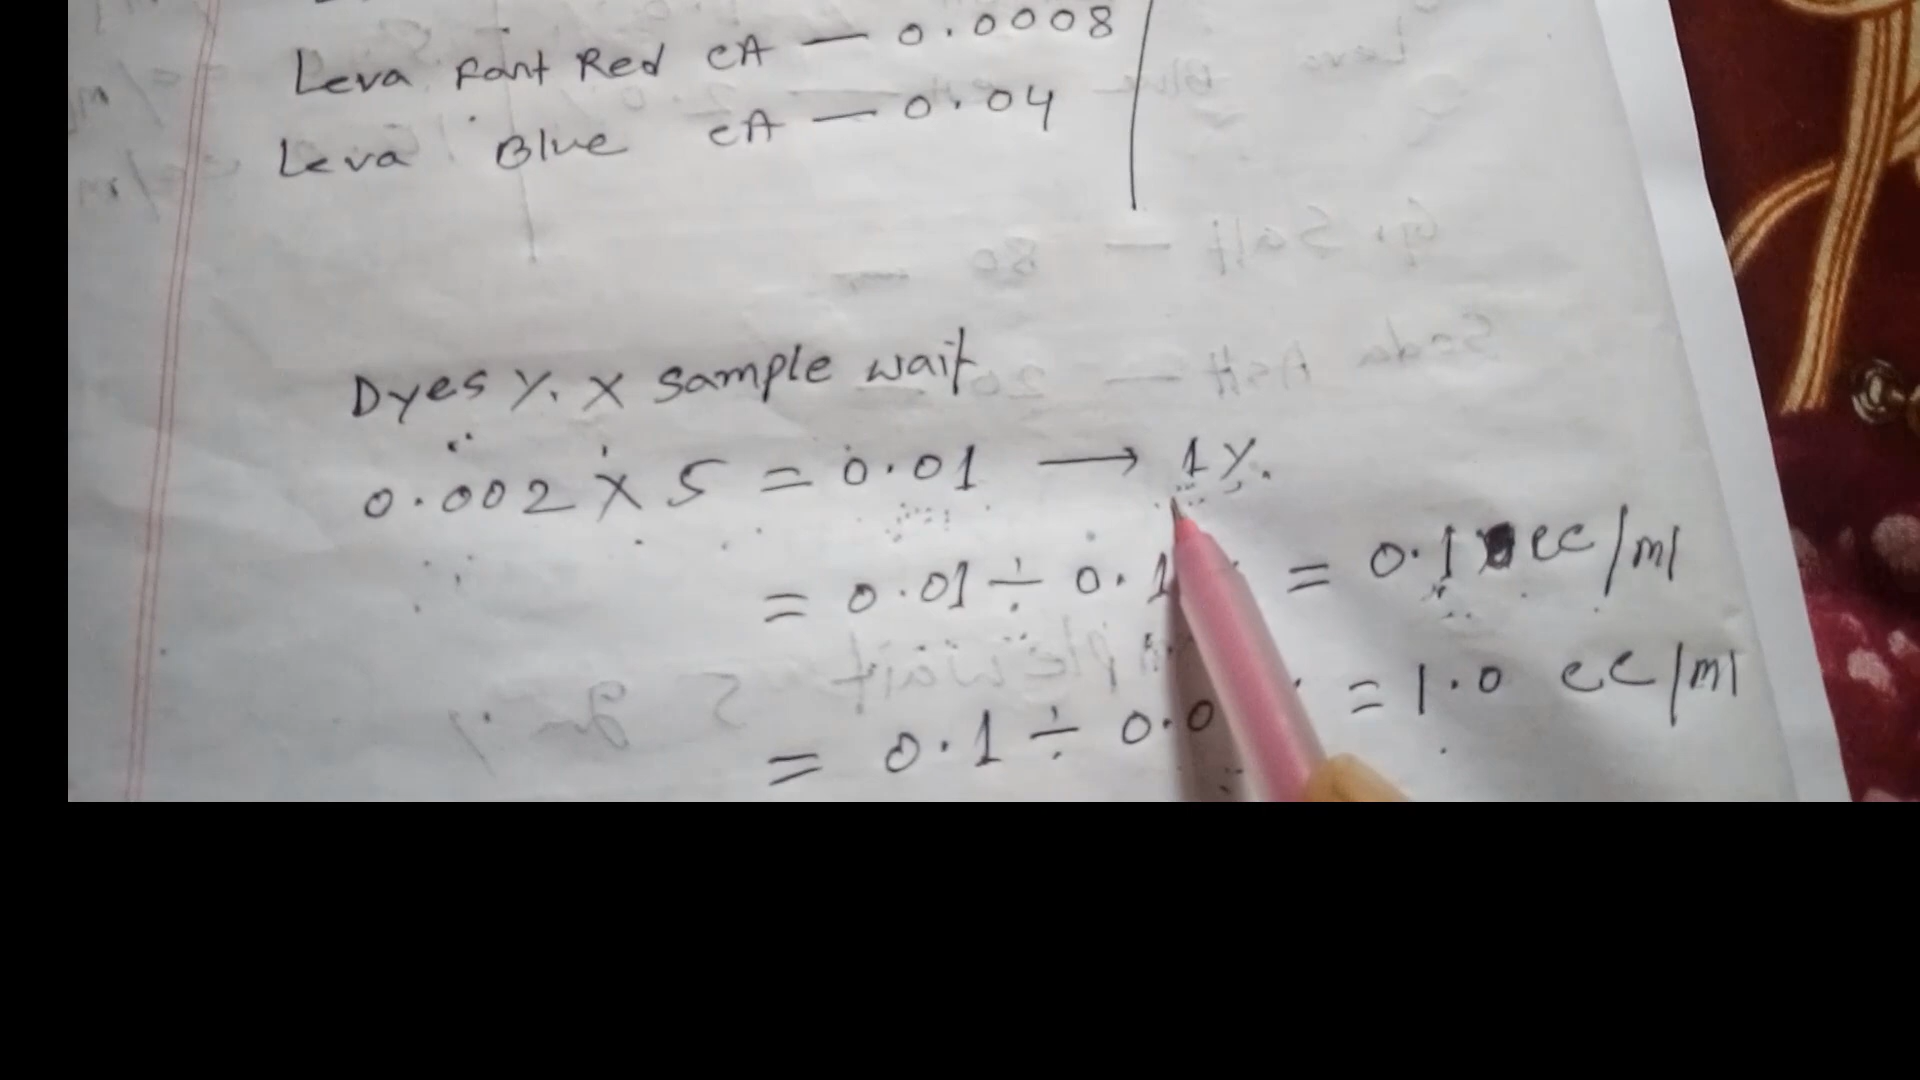 Leva Fant Red CA — 0.0008
Leva Blue CA — 0.04
Dyes %. X Sample wait
0.002 X 5 = 0.01 → 1%.
= 0.01 ÷ 0.1 = 0.1 cc/ml
= 0.1 ÷ 0.0 = 1.0 cc/ml